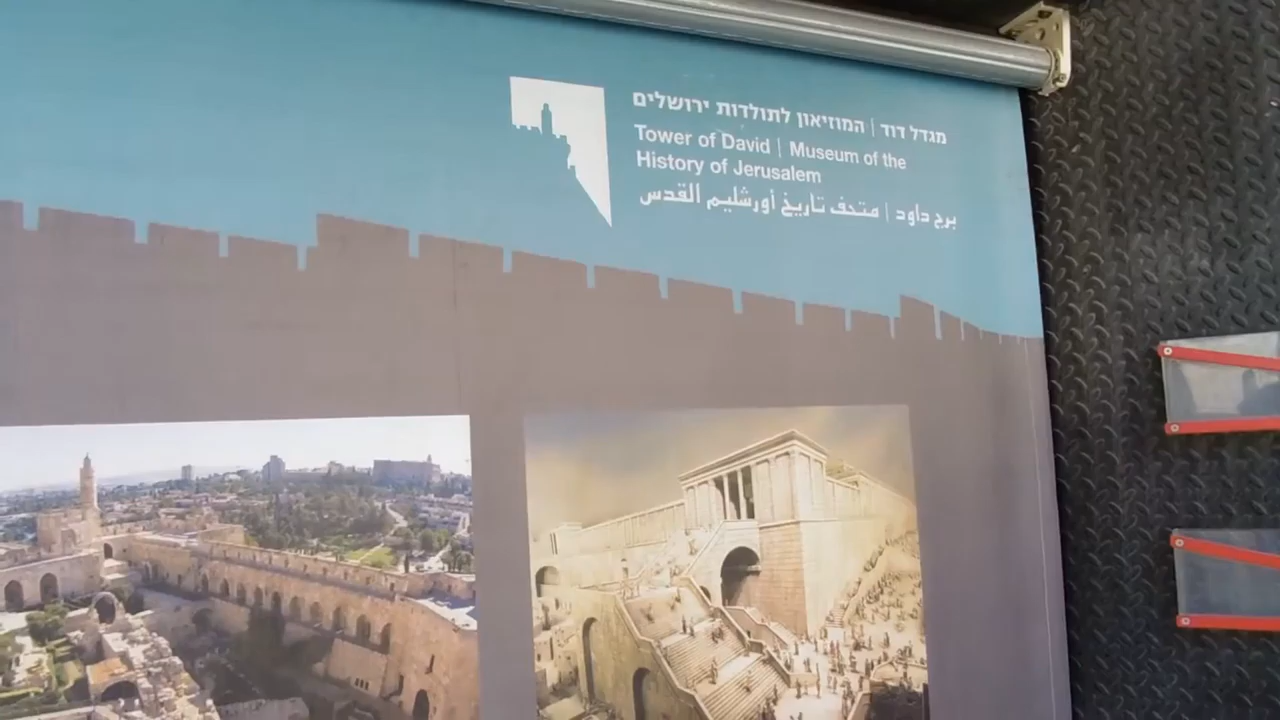 מגדל דוד | המוזיאון לתולדות ירושלים
Tower of David | Museum of the
History of Jerusalem
برج داود | متحف تاريخ أورشليم القدس